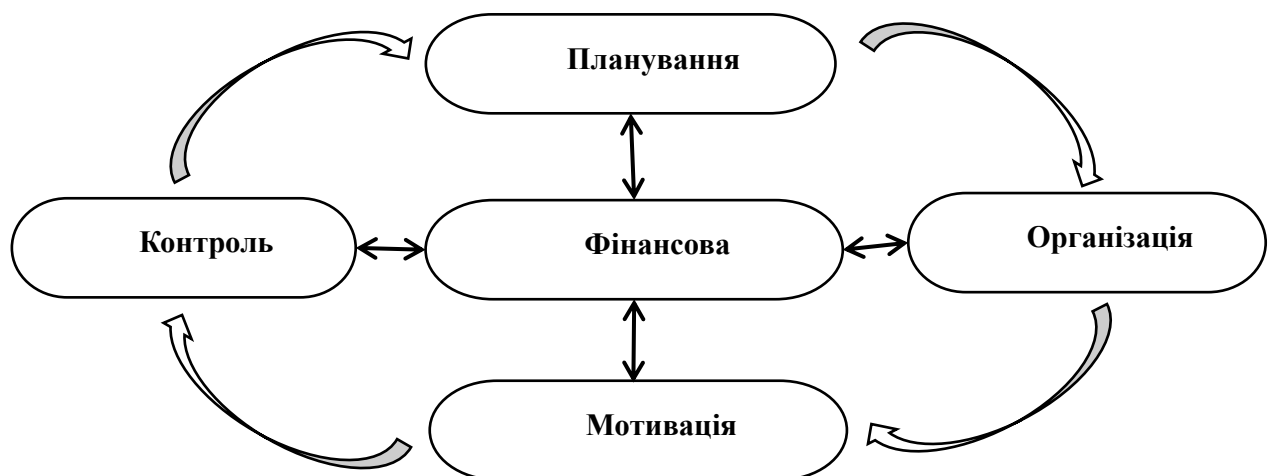 Планування
Контроль
Фінансова
Організація
Мотивація